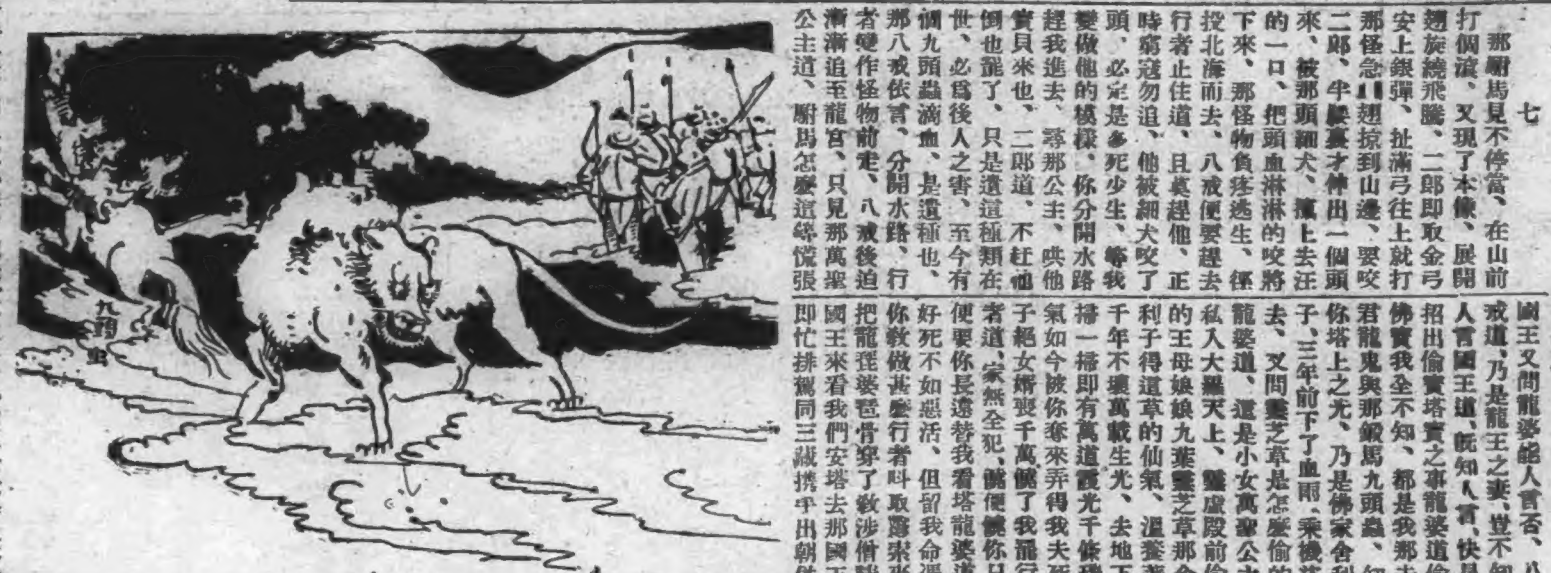 七
那駙馬見不停當、在山前
打個滾、又現了本像、展開
翅旋繞飛騰、二郎即取金弓
安上銀彈、扯滿弓往上就打
那怪急翅掠到山邊、要咬
二郎、半腰裏才伸出一個頭
來、被那頭細犬、攛上去汪
的一口、把頭血淋淋的咬將
下來、那怪物負疼逃生、徑
投北海而去、八戒便要趕去
行者止住道、且莫趕他、正
時窮寇勿追、他被細犬咬了
頭、必定是多死少生、等我
變做他的模樣、你分開水路
趕我進去、尋那公主、哄他
寶貝來也、二郎道、不赶他
倒也罷了、只是遺這種類在
世、必爲後人之害、至今有
個九頭蟲滴血、是遺種也、
那八戒依言、分開水路、行
者變作怪物前走、八戒後追
漸漸追至龍宮、只見那萬聖
公主道、駙馬怎麼這等慌張
國王又問龍婆能人言否、八
戒道、乃是龍王之妻、豈不知
人言國王道、既知人言、快
招出偷寶塔寶之事龍婆道偷
佛寶我全不知、都是我那夫
君龍鬼與那駙馬九頭蟲、知
你塔上之光、乃是佛家舍利
子、三年前下了血雨、乘機
去、又問靈芝草是怎麼偷的
龍婆道、這是小女萬聖公主
私入大羅天上、靈虛殿前偷
的王母娘娘九葉靈芝草那舍
利子得道草的仙氣、溫養
千年不壞萬載生光、去地下
掃一掃即有萬道霞光千條瑞
氣如今被你奪來弄得我夫死
子絕女婿喪千萬饒了我罷行
者道、家無全犯、饒便饒你只
便要你長遠替我看塔龍婆道
好死不如惡活、但留我命還
你教做甚麼行者叫取鐵索來
把龍婆琵琶骨穿了教沙僧
國王來看我們安塔去那國王
即忙排駕同三藏携手出朝併
九 虫